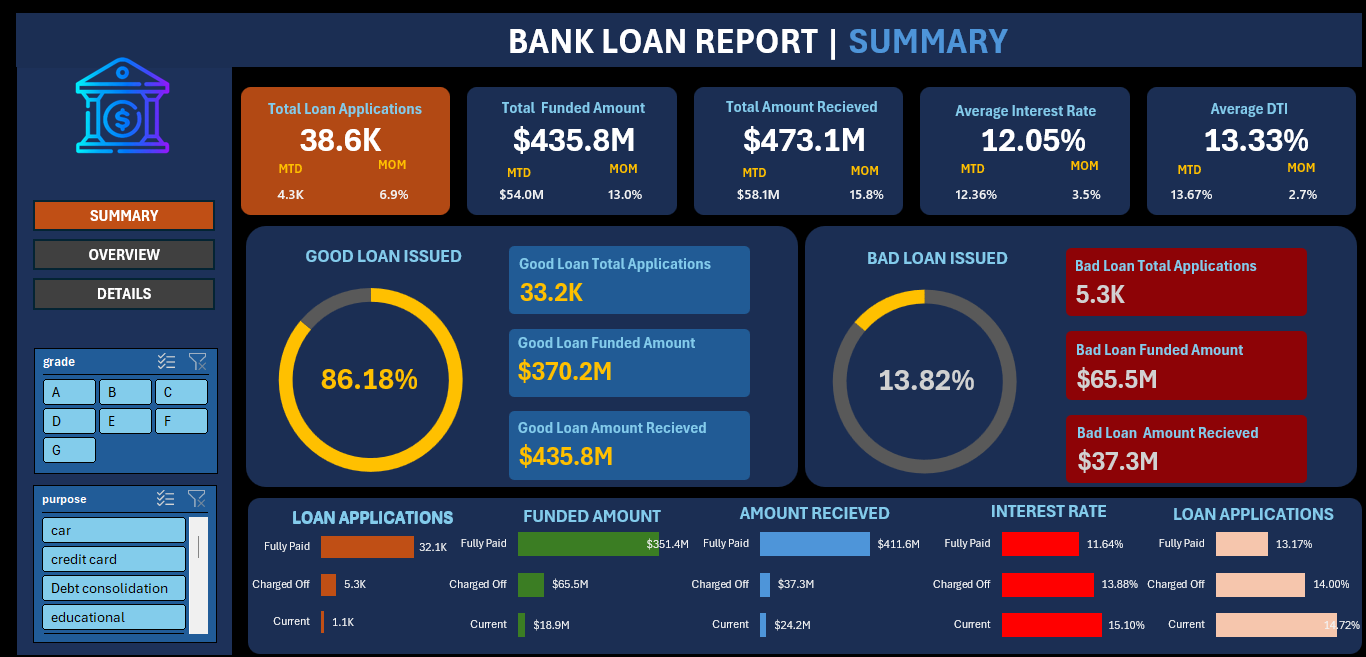 BANK LOAN REPORT | SUMMARY
SUMMARY
OVERVIEW
DETAILS
grade
A B C
D E F
G
purpose
car
credit card
Debt consolidation
educational
Total Loan Applications
38.6K
MTD MOM
4.3K 6.9%
Total Funded Amount
$435.8M
MTD MOM
$54.0M 13.0%
Total Amount Recieved
$473.1M
MTD MOM
$58.1M 15.8%
Average Interest Rate
12.05%
MTD MOM
12.36% 3.5%
Average DTI
13.33%
MTD MOM
13.67% 2.7%
GOOD LOAN ISSUED
86.18%
Good Loan Total Applications
33.2K
Good Loan Funded Amount
$370.2M
Good Loan Amount Recieved
$435.8M
BAD LOAN ISSUED
13.82%
Bad Loan Total Applications
5.3K
Bad Loan Funded Amount
$65.5M
Bad Loan Amount Recieved
$37.3M
LOAN APPLICATIONS
Fully Paid 32.1K
Charged Off 5.3K
Current 1.1K
FUNDED AMOUNT
Fully Paid $351.4M
Charged Off $65.5M
Current $18.9M
AMOUNT RECIEVED
Fully Paid $411.6M
Charged Off $37.3M
Current $24.2M
INTEREST RATE
Fully Paid 11.64%
Charged Off 13.88%
Current 15.10%
LOAN APPLICATIONS
Fully Paid 13.17%
Charged Off 14.00%
Current 14.72%